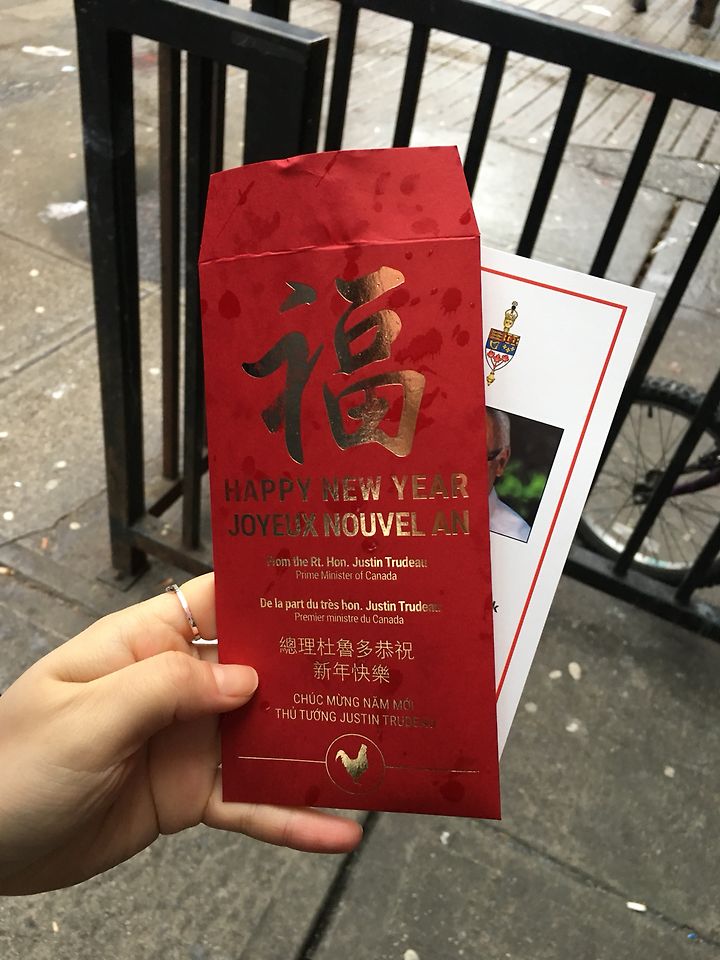 福
HAPPY NEW YEAR
JOYEUX NOUVEL AN
From the Rt. Hon. Justin Trudeau
Prime Minister of Canada
De la part du très hon. Justin Trudeau
Premier ministre du Canada
總理杜魯多恭祝
新年快樂
CHÚC MỪNG NĂM MỚI
THỦ TƯỚNG JUSTIN TRUDEAU